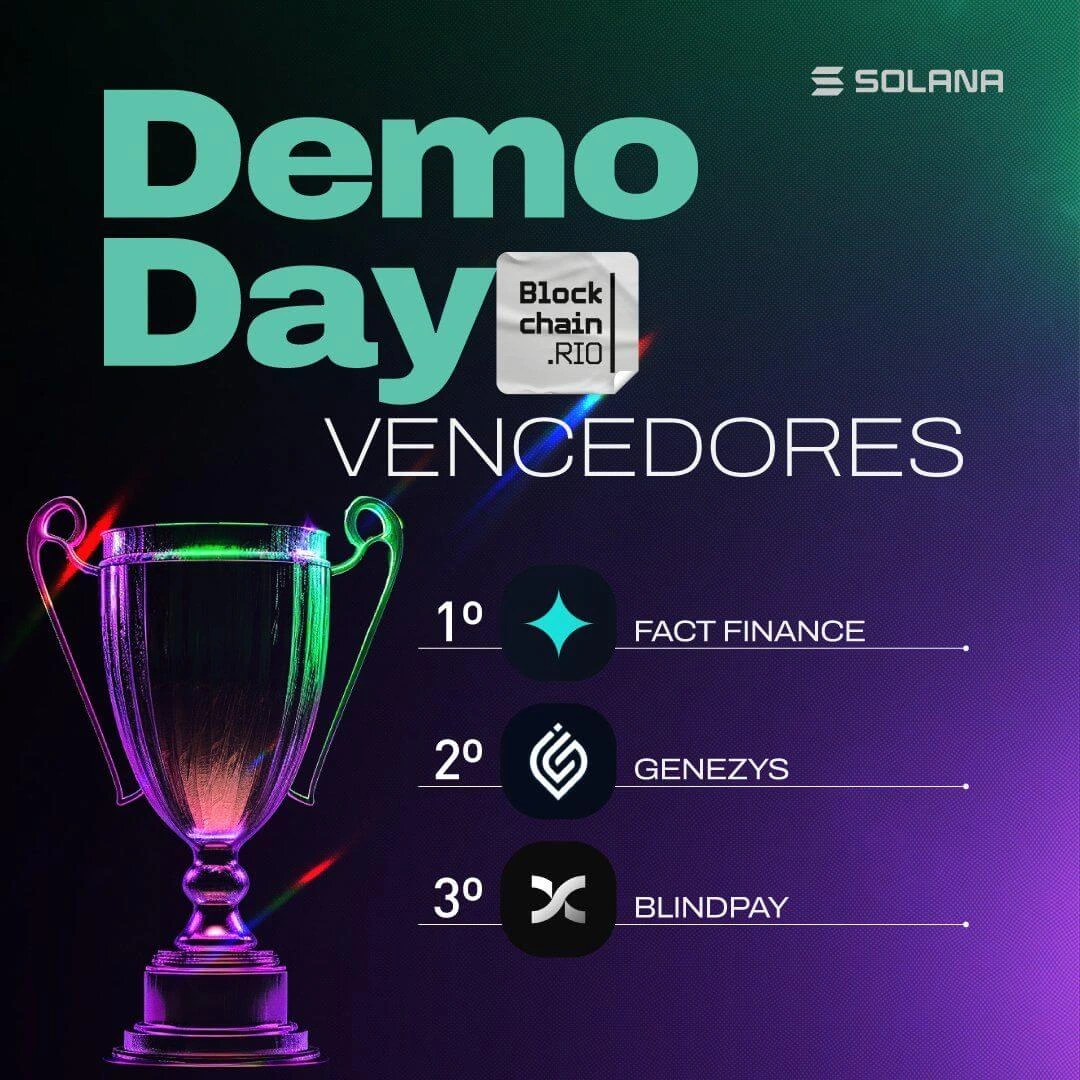 SOLANA
Demo
Day
Block
chain
.RIO
VENCEDORES
1º FACT FINANCE
2º GENEZYS
3º BLINDPAY